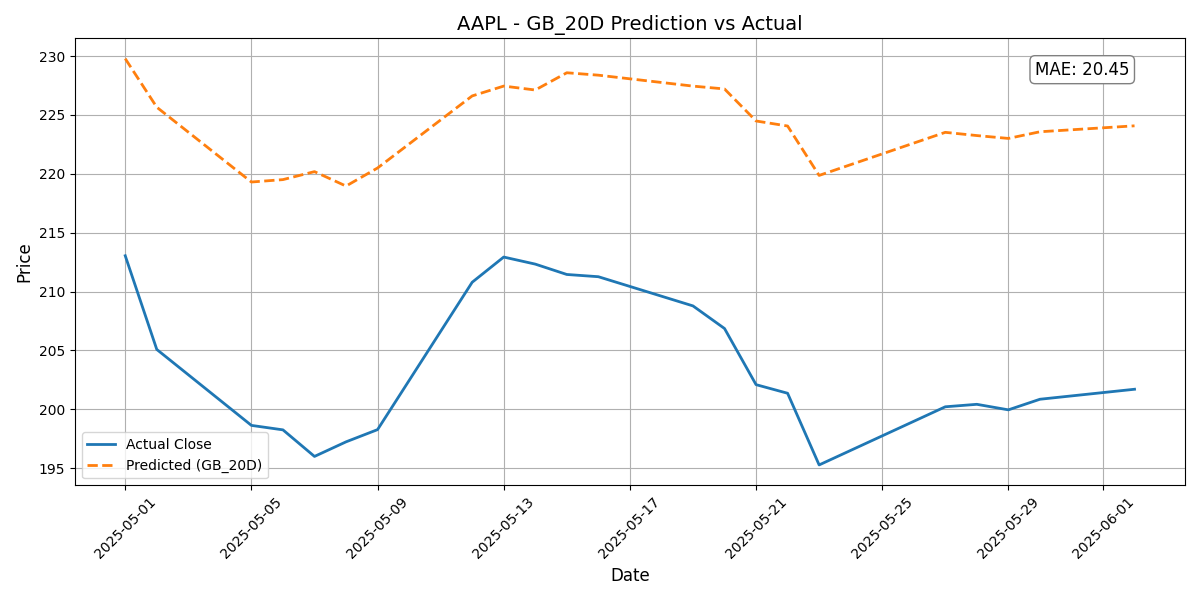 AAPL - GB_20D Prediction vs Actual
MAE: 20.45
Price
230
225
220
215
210
205
200
195
Actual Close
Predicted (GB_20D)
2025-05-01
2025-05-05
2025-05-09
2025-05-13
2025-05-17
2025-05-21
2025-05-25
2025-05-29
2025-06-01
Date